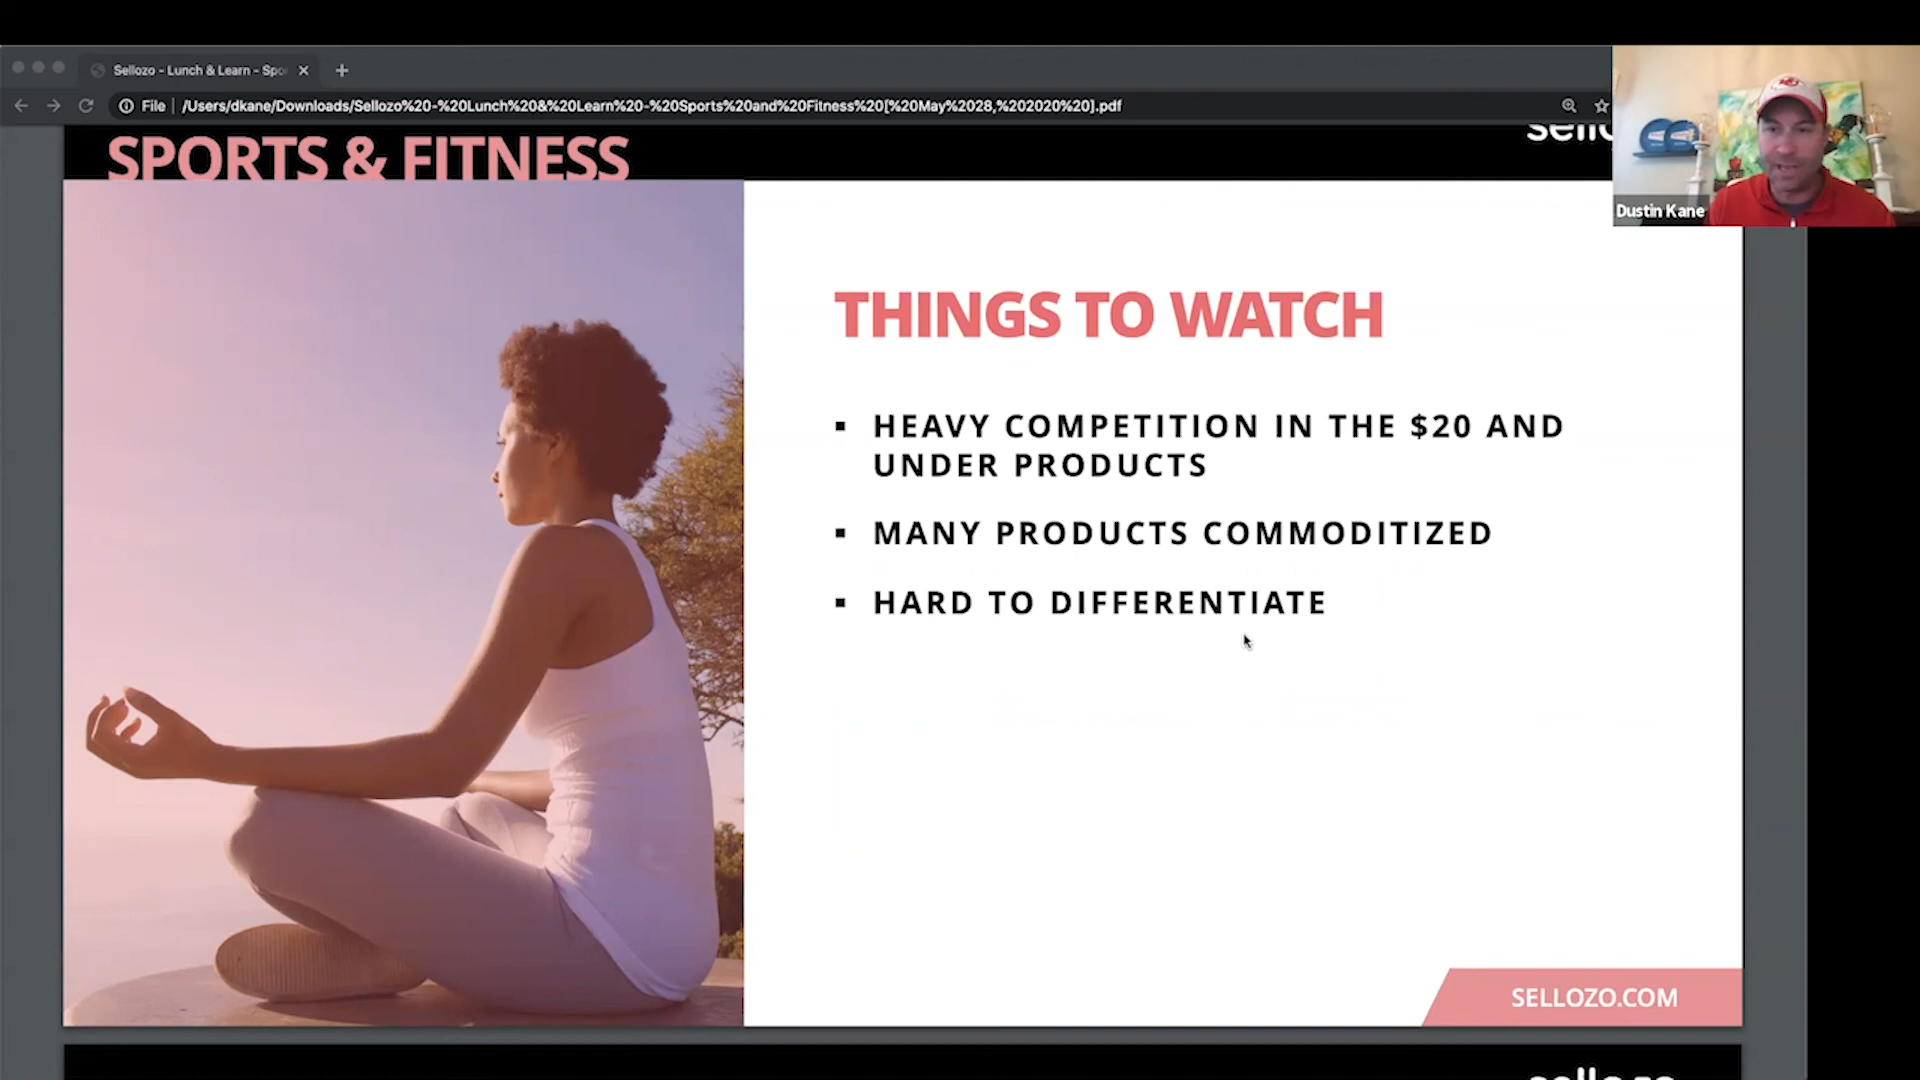 Sellozo - Lunch & Learn - Spo
File
/Users/dkane/Downloads/Sellozo%20-%20Lunch%20&%20Learn%20-%20Sports%20and%20Fitness%20[%20May%2028,%202020%20].pdf
SPORTS & FITNESS
Dustin Kane
THINGS TO WATCH
▪ HEAVY COMPETITION IN THE $20 AND
UNDER PRODUCTS
▪ MANY PRODUCTS COMMODITIZED
▪ HARD TO DIFFERENTIATE
SELLOZO.COM